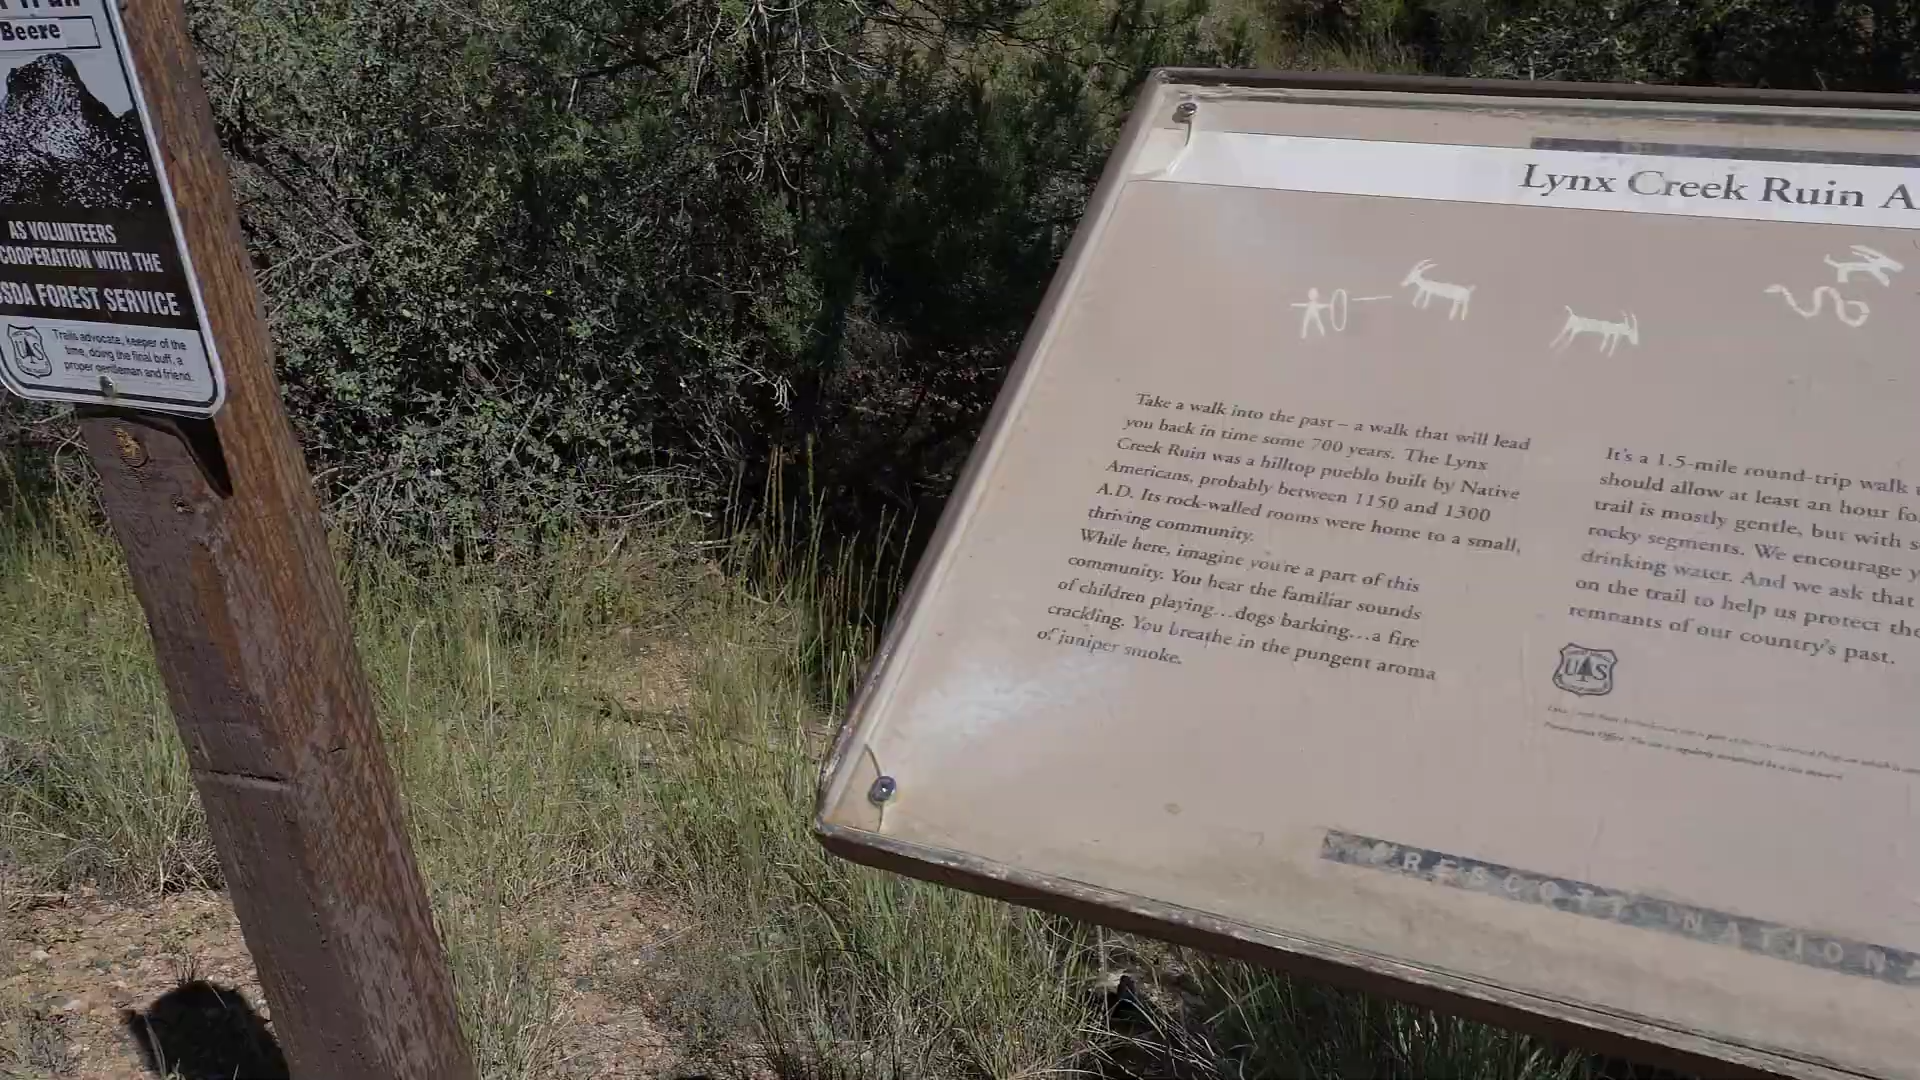 Beere
AS VOLUNTEERS
COOPERATION WITH THE
USDA FOREST SERVICE
Trails advocate, keeper of the
time, doing the final buff, a
proper gentleman and friend.
Lynx Creek Ruin A
Take a walk into the past – a walk that will lead
you back in time some 700 years. The Lynx
Creek Ruin was a hilltop pueblo built by Native
Americans, probably between 1150 and 1300
A.D. Its rock-walled rooms were home to a small,
thriving community.
While here, imagine you're a part of this
community. You hear the familiar sounds
of children playing...dogs barking...a fire
crackling. You breathe in the pungent aroma
of juniper smoke.
It's a 1.5-mile round-trip walk
should allow at least an hour fo
trail is mostly gentle, but with s
rocky segments. We encourage y
drinking water. And we ask that
on the trail to help us protect the
remnants of our country's past.
US
PRESCOTT NATIONA